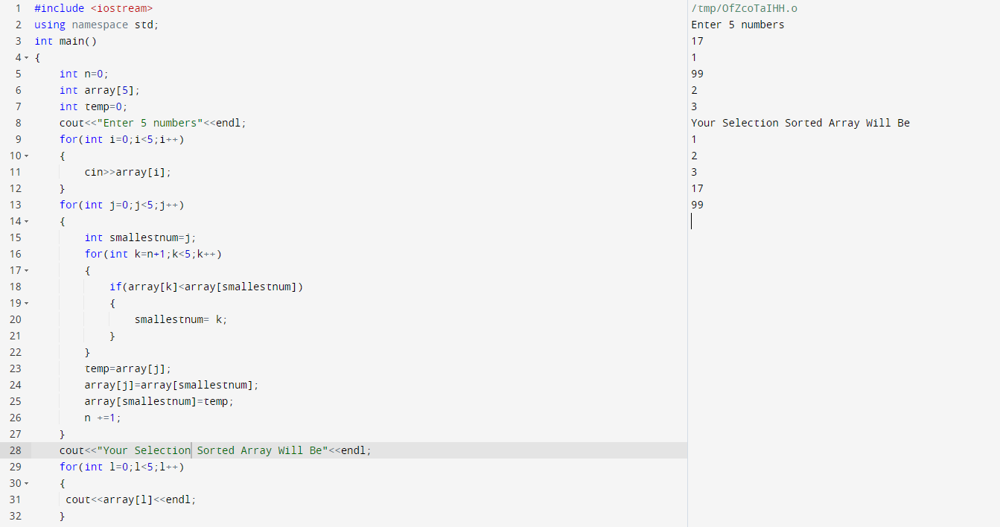 1 #include <iostream>
2 using namespace std;
3 int main()
4 {
5 int n=0;
6 int array[5];
7 int temp=0;
8 cout<<"Enter 5 numbers"<<endl;
9 for(int i=0;i<5;i++)
10 {
11 cin>>array[i];
12 }
13 for(int j=0;j<5;j++)
14 {
15 int smallestnum=j;
16 for(int k=n+1;k<5;k++)
17 {
18 if(array[k]<array[smallestnum])
19 {
20 smallestnum= k;
21 }
22 }
23 temp=array[j];
24 array[j]=array[smallestnum];
25 array[smallestnum]=temp;
26 n +=1;
27 }
28 cout<<"Your Selection Sorted Array Will Be"<<endl;
29 for(int l=0;l<5;l++)
30 {
31 cout<<array[l]<<endl;
32 }
/tmp/OfZcoTaIHH.o
Enter 5 numbers
17
1
99
2
3
Your Selection Sorted Array Will Be
1
2
3
17
99